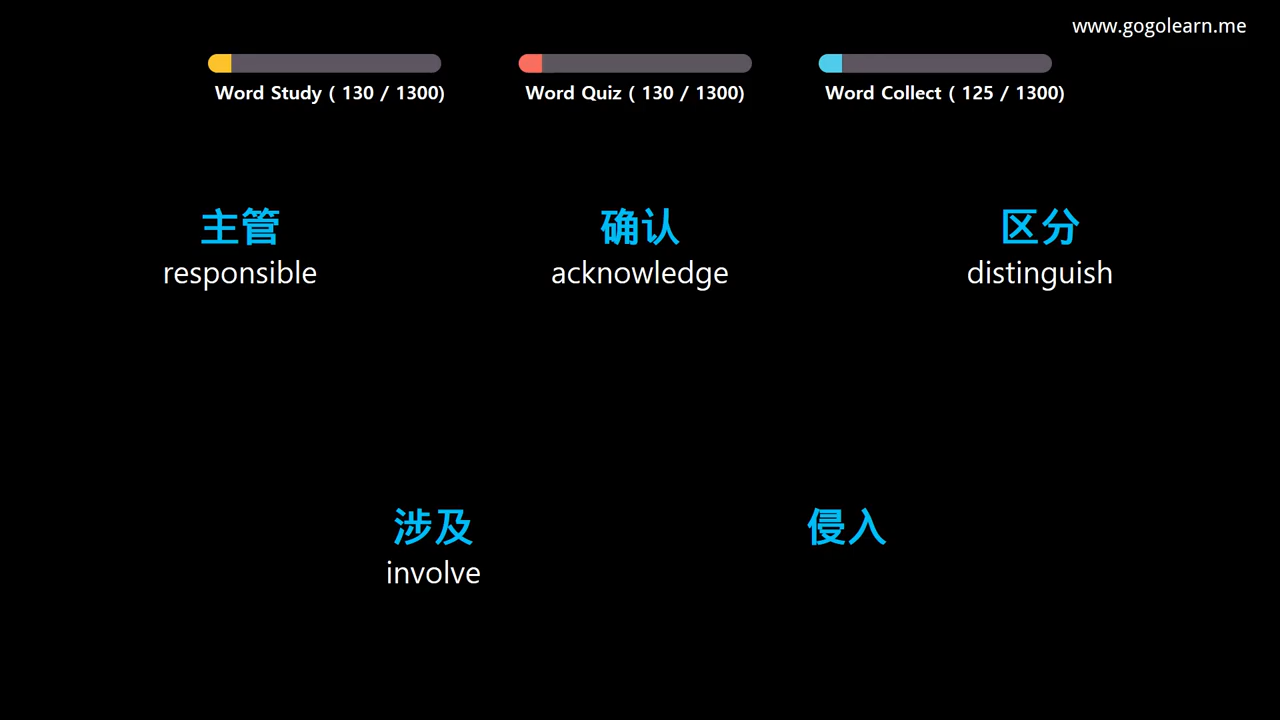 www.gogolearn.me
Word Study ( 130 / 1300)
Word Quiz ( 130 / 1300)
Word Collect ( 125 / 1300)
主管
responsible
确认
acknowledge
区分
distinguish
涉及
involve
侵入